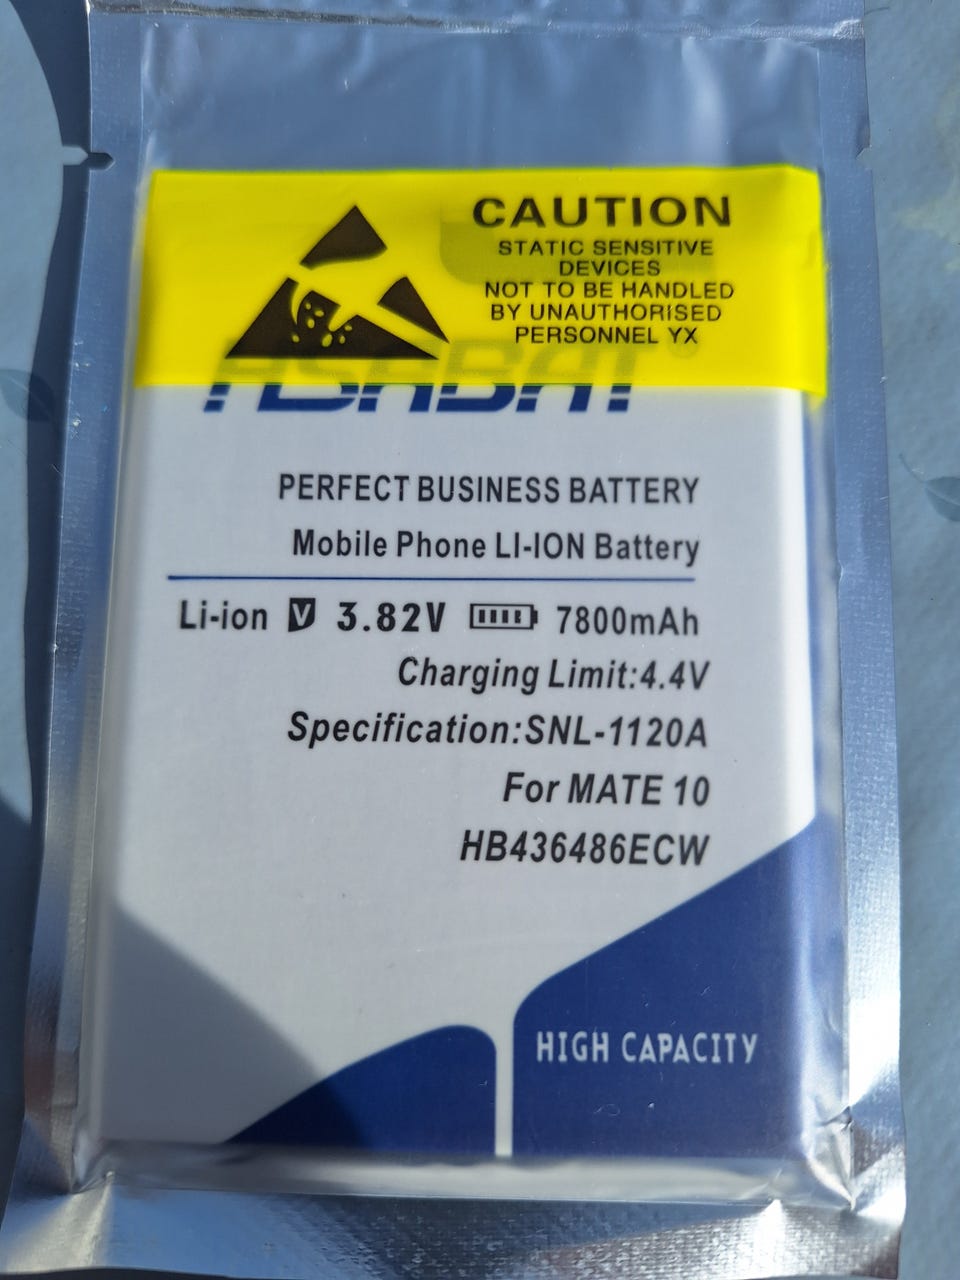 CAUTION
STATIC SENSITIVE
DEVICES
NOT TO BE HANDLED
BY UNAUTHORISED
PERSONNEL YX
PERFECT BUSINESS BATTERY
Mobile Phone LI-ION Battery
Li-ion V 3.82V 7800mAh
Charging Limit:4.4V
Specification:SNL-1120A
For MATE 10
HB436486ECW
HIGH CAPACITY